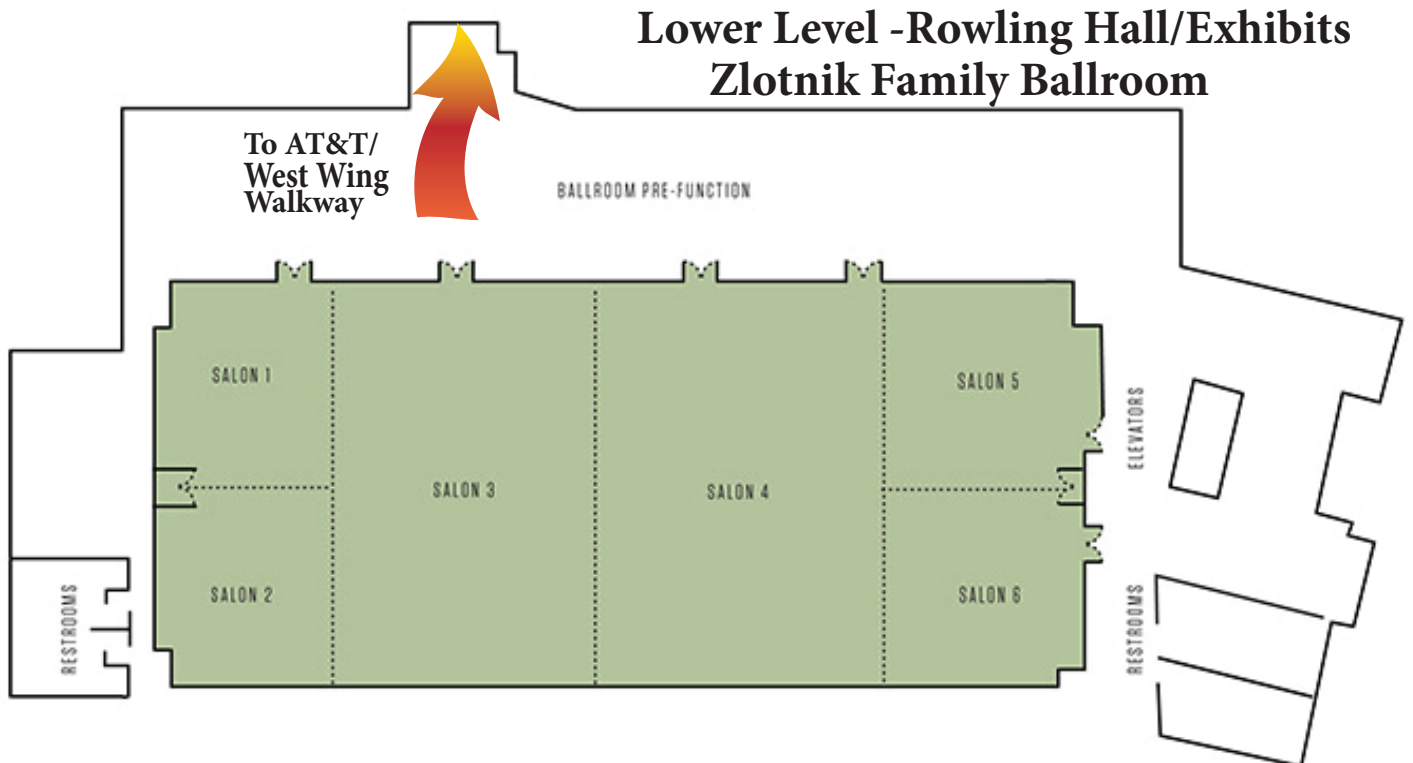 Lower Level -Rowling Hall/Exhibits
Zlotnik Family Ballroom
To AT&T/
West Wing
Walkway
BALLROOM PRE-FUNCTION
SALON 1
SALON 5
ELEVATORS
SALON 3
SALON 4
SALON 2
SALON 6
RESTROOMS
RESTROOMS